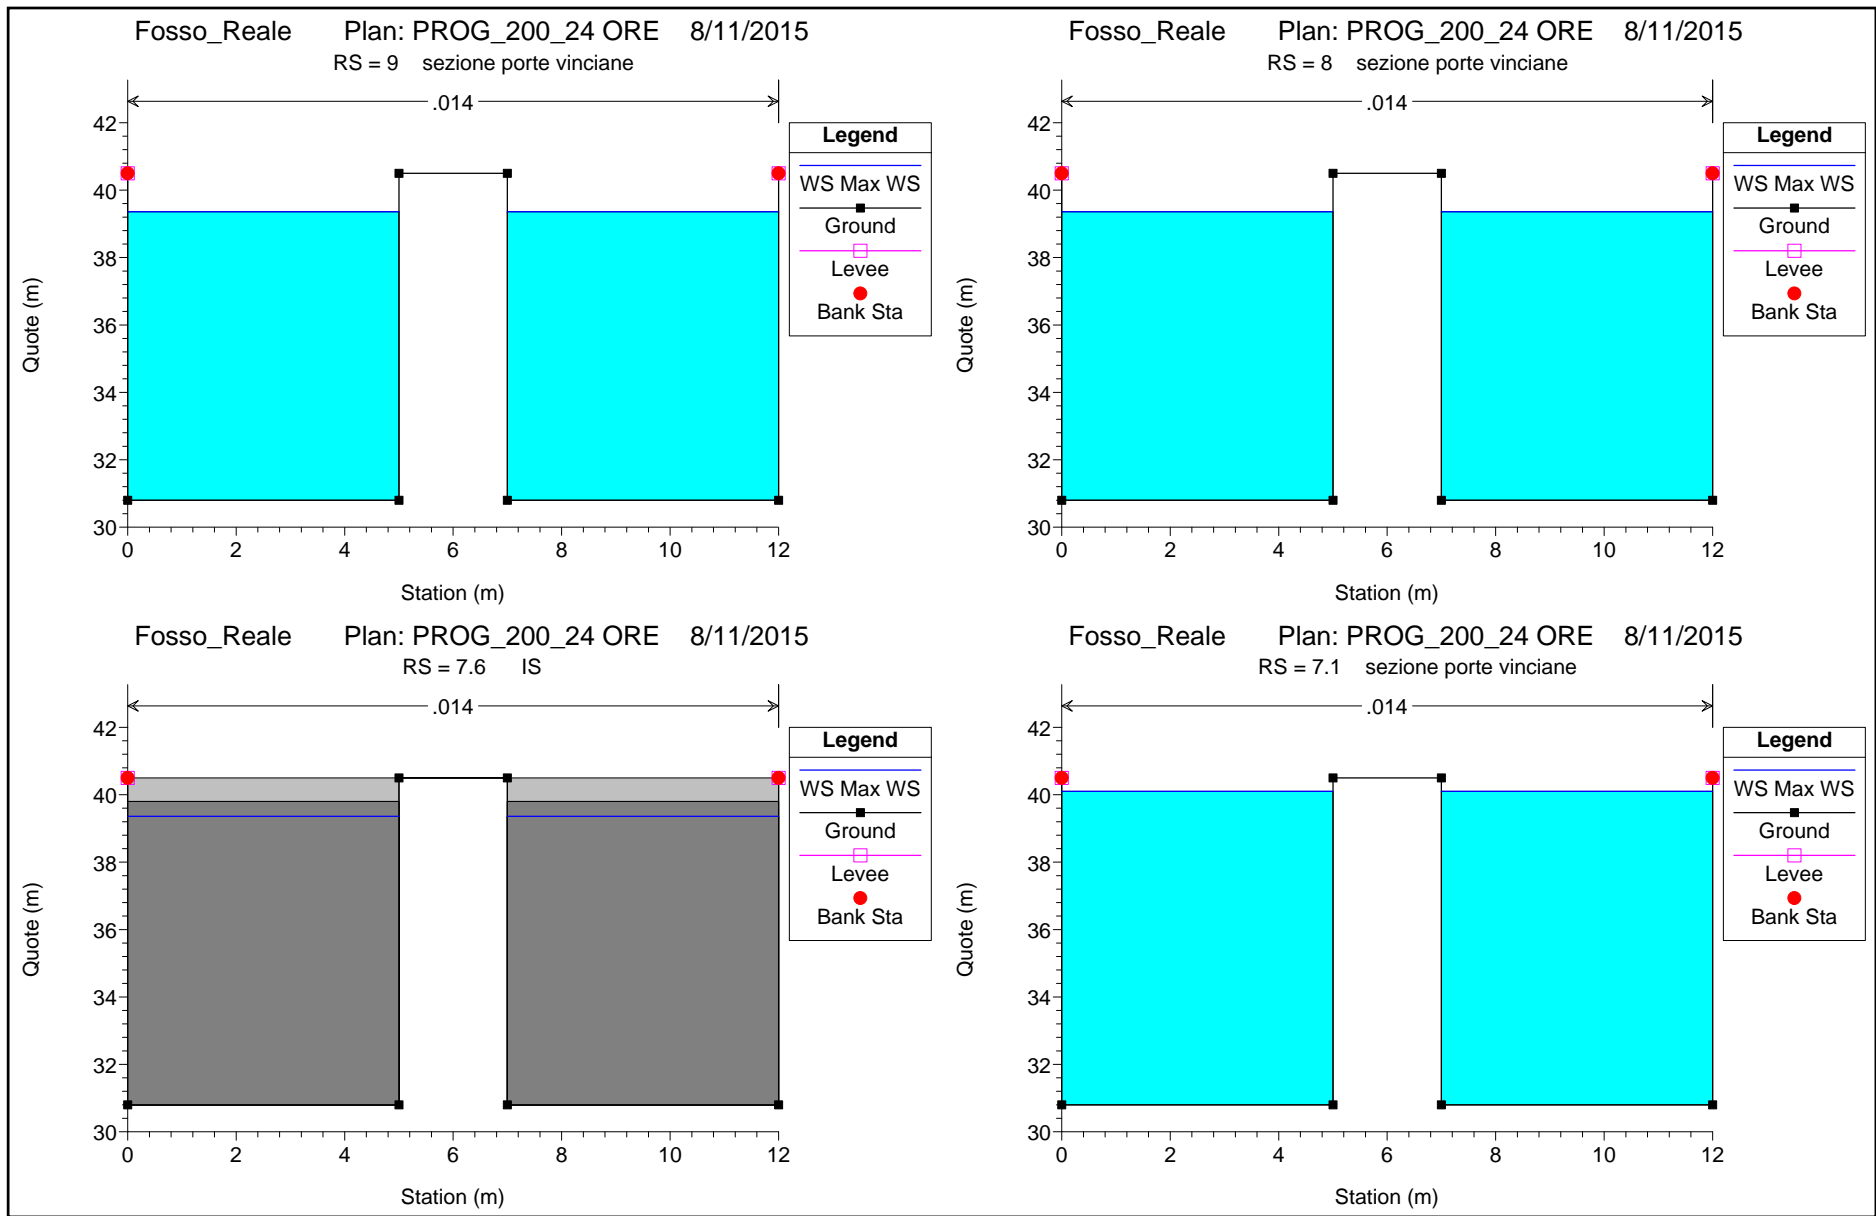 Fosso_Reale Plan: PROG_200_24 ORE 8/11/2015
RS = 9 sezione porte vinciane
.014
42
40
38
36
34
32
30
0 2 4 6 8 10 12
Quote (m)
Station (m)
Legend
WS Max WS
Ground
Levee
Bank Sta
Fosso_Reale Plan: PROG_200_24 ORE 8/11/2015
RS = 8 sezione porte vinciane
.014
42
40
38
36
34
32
30
0 2 4 6 8 10 12
Quote (m)
Station (m)
Legend
WS Max WS
Ground
Levee
Bank Sta
Fosso_Reale Plan: PROG_200_24 ORE 8/11/2015
RS = 7.6 IS
.014
42
40
38
36
34
32
30
0 2 4 6 8 10 12
Quote (m)
Station (m)
Legend
WS Max WS
Ground
Levee
Bank Sta
Fosso_Reale Plan: PROG_200_24 ORE 8/11/2015
RS = 7.1 sezione porte vinciane
.014
42
40
38
36
34
32
30
0 2 4 6 8 10 12
Quote (m)
Station (m)
Legend
WS Max WS
Ground
Levee
Bank Sta